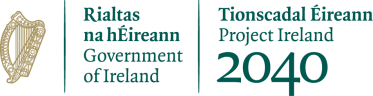 Rialtas
na hÉireann
Government
of Ireland
Tionscadal Éireann
Project Ireland
2040